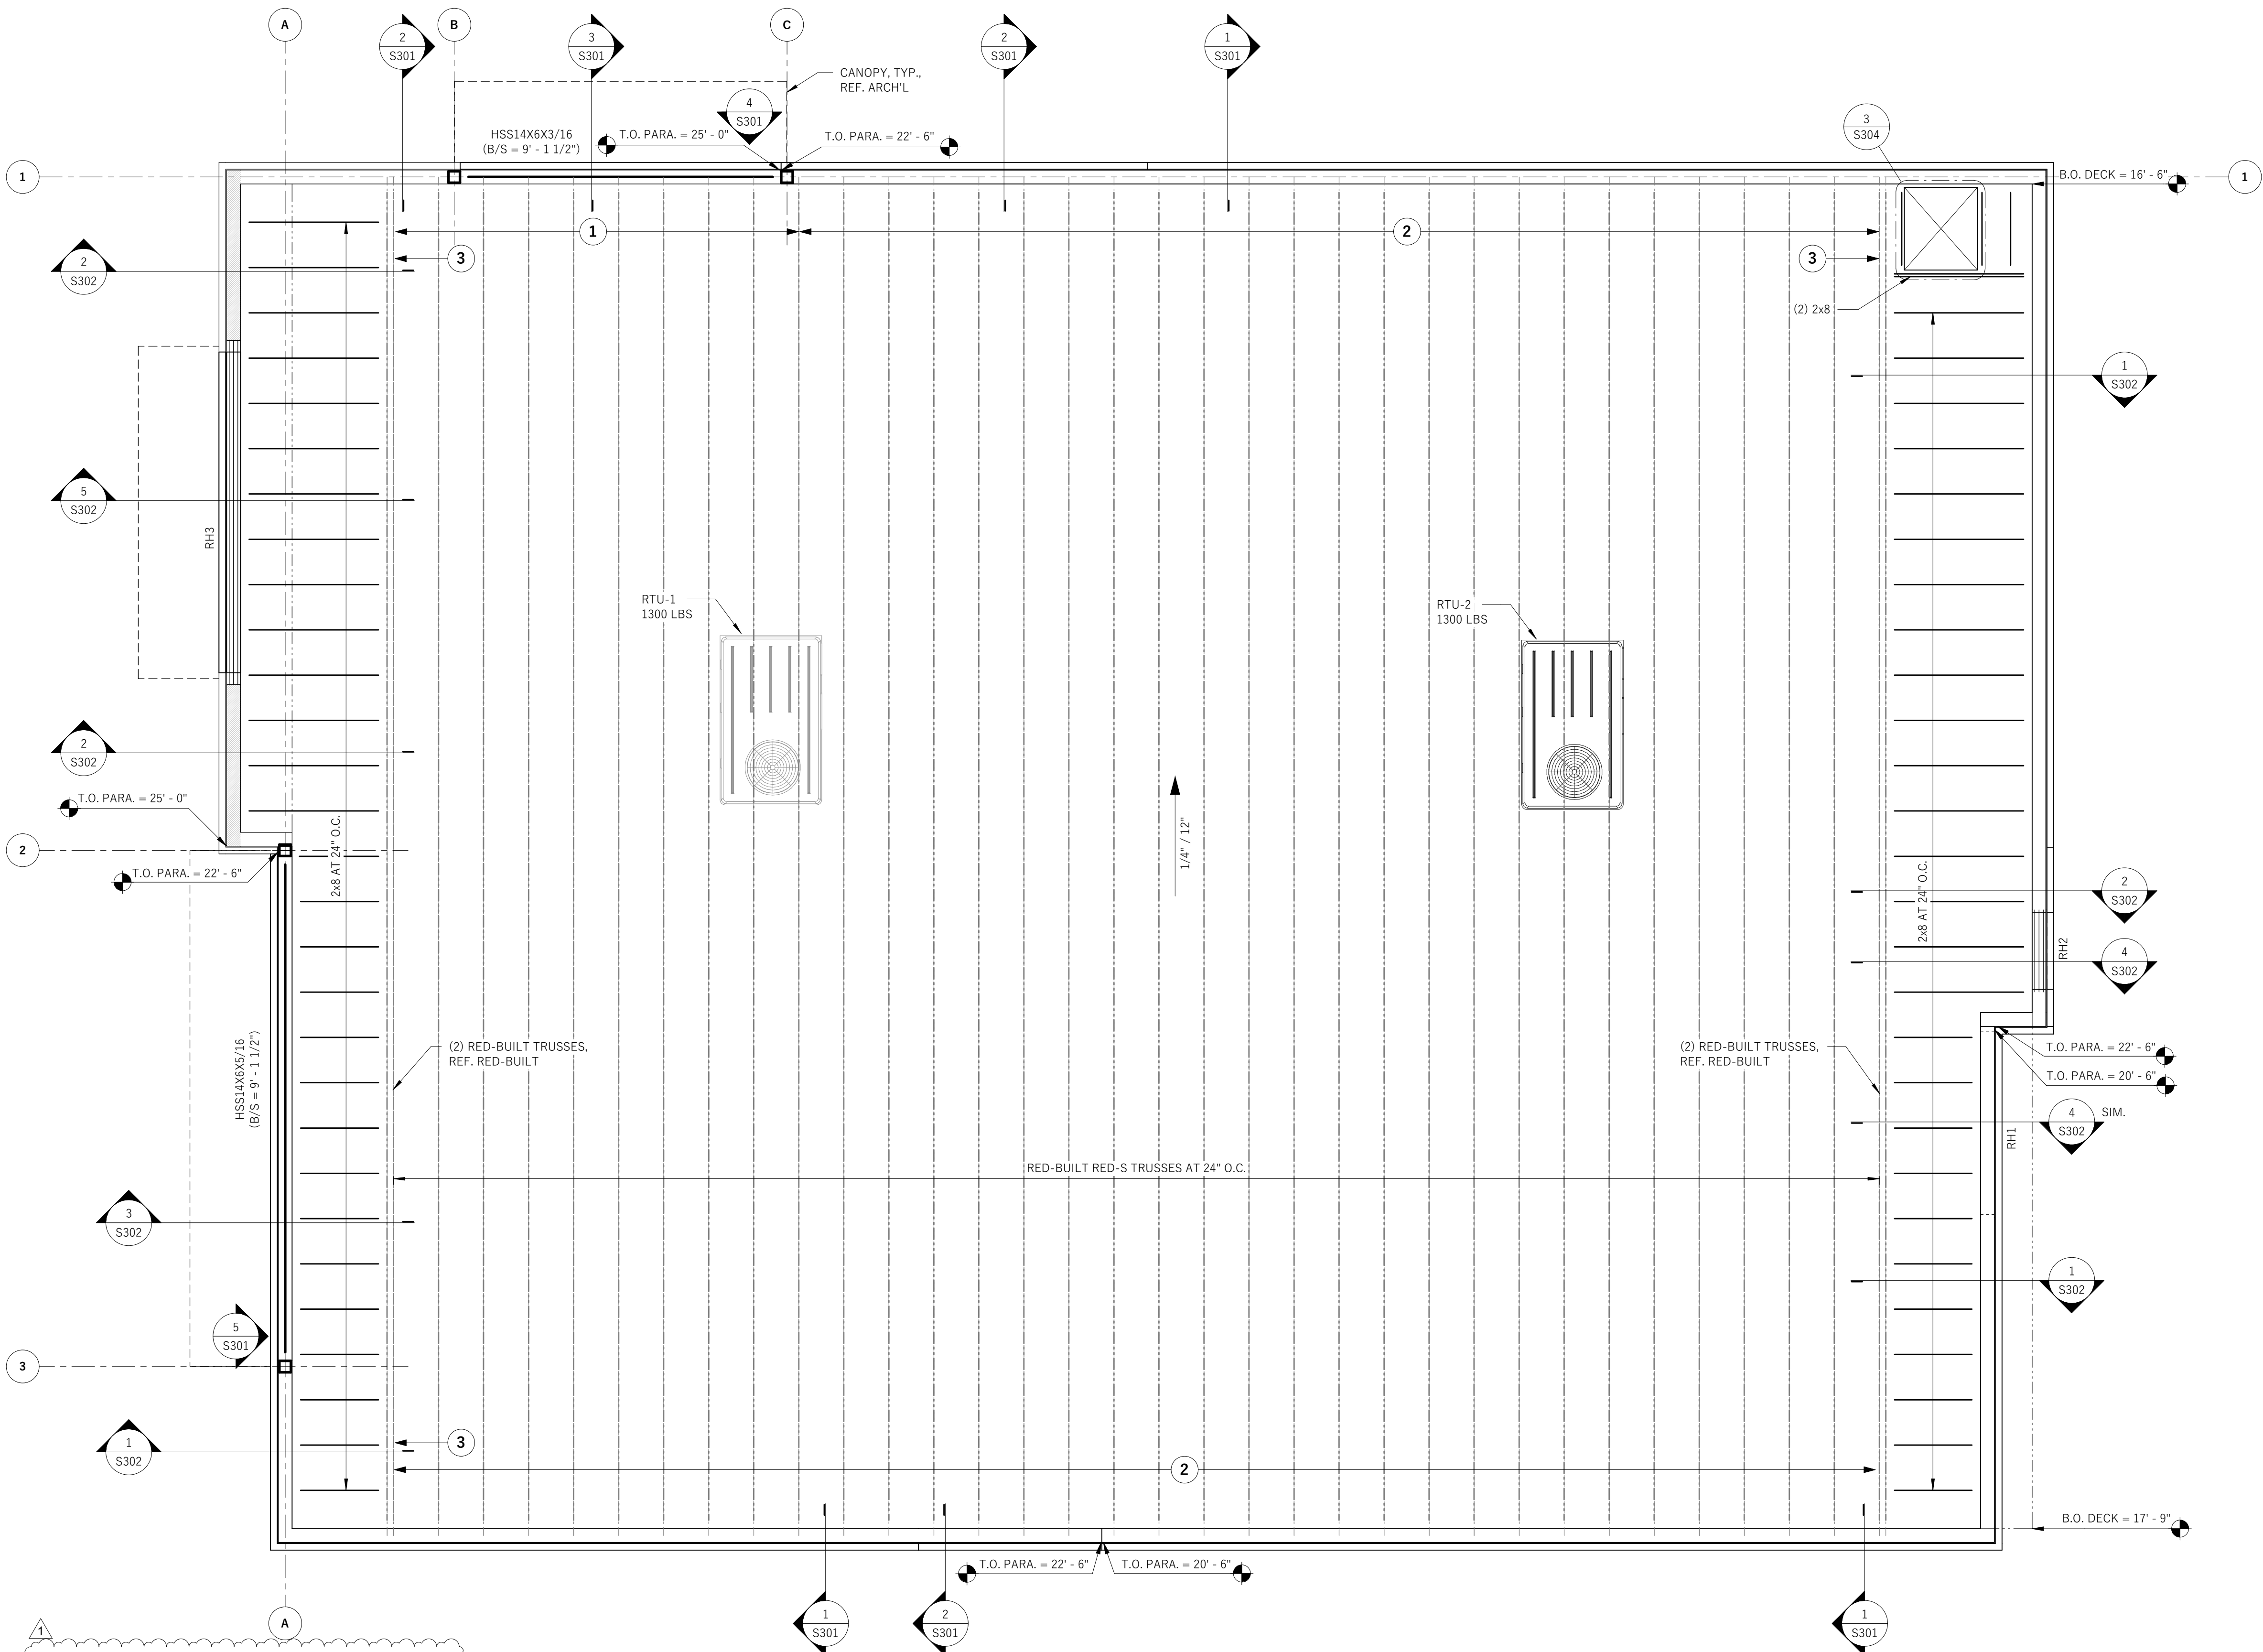 A
B
C
2
S301
3
S301
2
S301
1
S301
CANOPY, TYP.,
REF. ARCH'L
4
S301
3
S304
HSS14X6X3/16
(B/S = 9' - 1 1/2")
T.O. PARA. = 25' - 0"
T.O. PARA. = 22' - 6"
1
B.O. DECK = 16' - 6"
1
1
2
3
3
2
S302
(2) 2x8
1
S302
5
S302
RH3
RTU-1
1300 LBS
RTU-2
1300 LBS
2
S302
T.O. PARA. = 25' - 0"
2
T.O. PARA. = 22' - 6"
2x8 AT 24" O.C.
1/4" / 12"
2x8 AT 24" O.C.
2
S302
RH2
4
S302
HSS14X6X5/16
(B/S = 9' - 1 1/2")
(2) RED-BUILT TRUSSES,
REF. RED-BUILT
(2) RED-BUILT TRUSSES,
REF. RED-BUILT
T.O. PARA. = 22' - 6"
T.O. PARA. = 20' - 6"
4
S302
SIM.
RH1
RED-BUILT RED-S TRUSSES AT 24" O.C.
3
S302
1
S302
5
S301
3
3
1
S302
2
B.O. DECK = 17' - 9"
T.O. PARA. = 22' - 6"
T.O. PARA. = 20' - 6"
A
1
S301
2
S301
1
S301
1